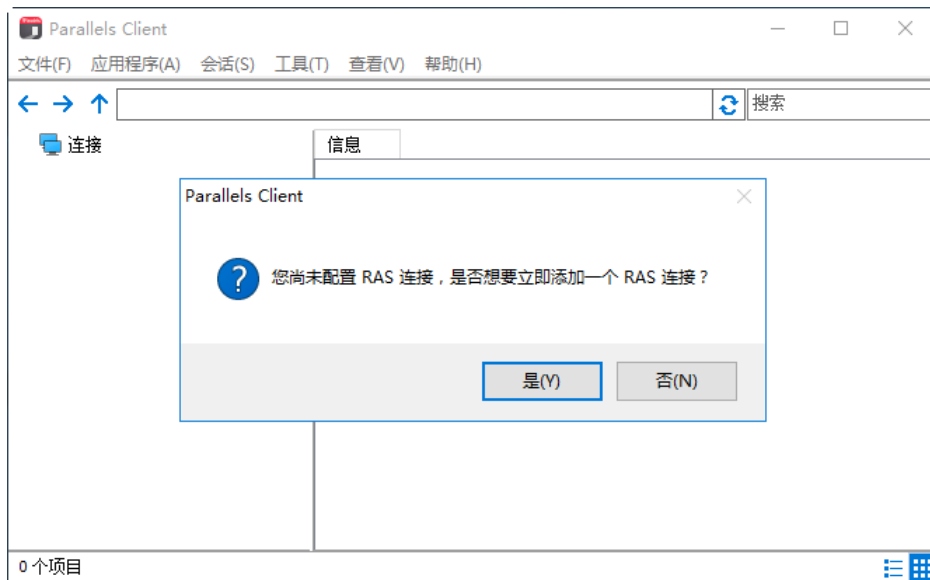 Parallels Client
文件(F) 应用程序(A) 会话(S) 工具(T) 查看(V) 帮助(H)
搜索
连接
信息
Parallels Client
您尚未配置 RAS 连接，是否想要立即添加一个 RAS 连接？
是(Y) 否(N)
0 个项目